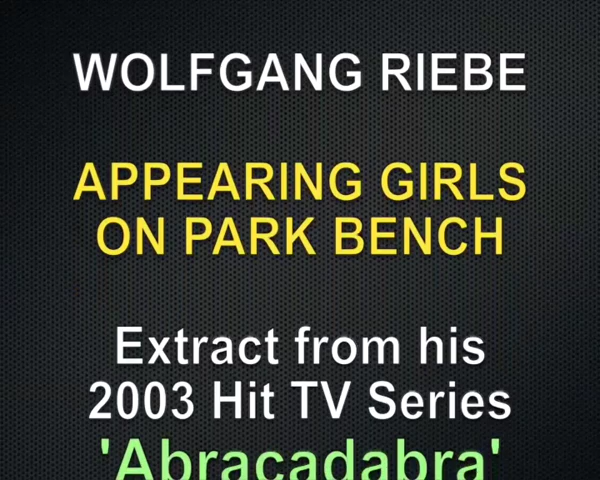 WOLFGANG RIEBE
APPEARING GIRLS
ON PARK BENCH
Extract from his
2003 Hit TV Series
'Abracadabra'